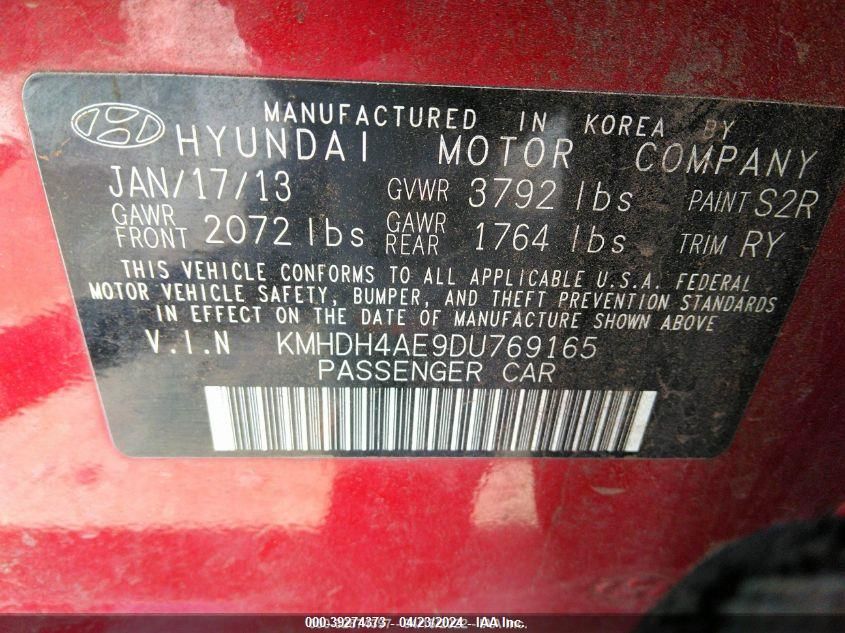 MANUFACTURED IN KOREA BY
HYUNDAI MOTOR COMPANY
JAN/17/13 GVWR 3792 lbs PAINT S2R
GAWR FRONT 2072 lbs GAWR REAR 1764 lbs TRIM RY
THIS VEHICLE CONFORMS TO ALL APPLICABLE U.S.A. FEDERAL
MOTOR VEHICLE SAFETY, BUMPER, AND THEFT PREVENTION STANDARDS
IN EFFECT ON THE DATE OF MANUFACTURE SHOWN ABOVE
V.I.N KMHDH4AE9DU769165
PASSENGER CAR
000-39274373 04/23/2024 IAA Inc.